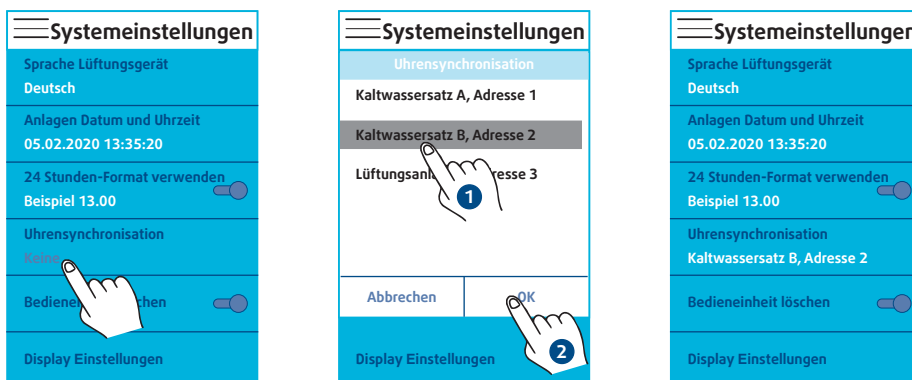 Systemeinstellungen
Sprache Lüftungsgerät
Deutsch
Anlagen Datum und Uhrzeit
05.02.2020 13:35:20
24 Stunden-Format verwenden
Beispiel 13.00
Uhrensynchronisation
Keine
Display Einstellungen
Systemeinstellungen
Uhrensynchronisation
Kaltwassersatz A, Adresse 1
Kaltwassersatz B, Adresse 2
3
1
Abbrechen OK
Display Einstellungen
2
Systemeinstellungen
Sprache Lüftungsgerät
Deutsch
Anlagen Datum und Uhrzeit
05.02.2020 13:35:20
24 Stunden-Format verwenden
Beispiel 13.00
Uhrensynchronisation
Kaltwassersatz B, Adresse 2
Bedieneinheit löschen
Display Einstellungen